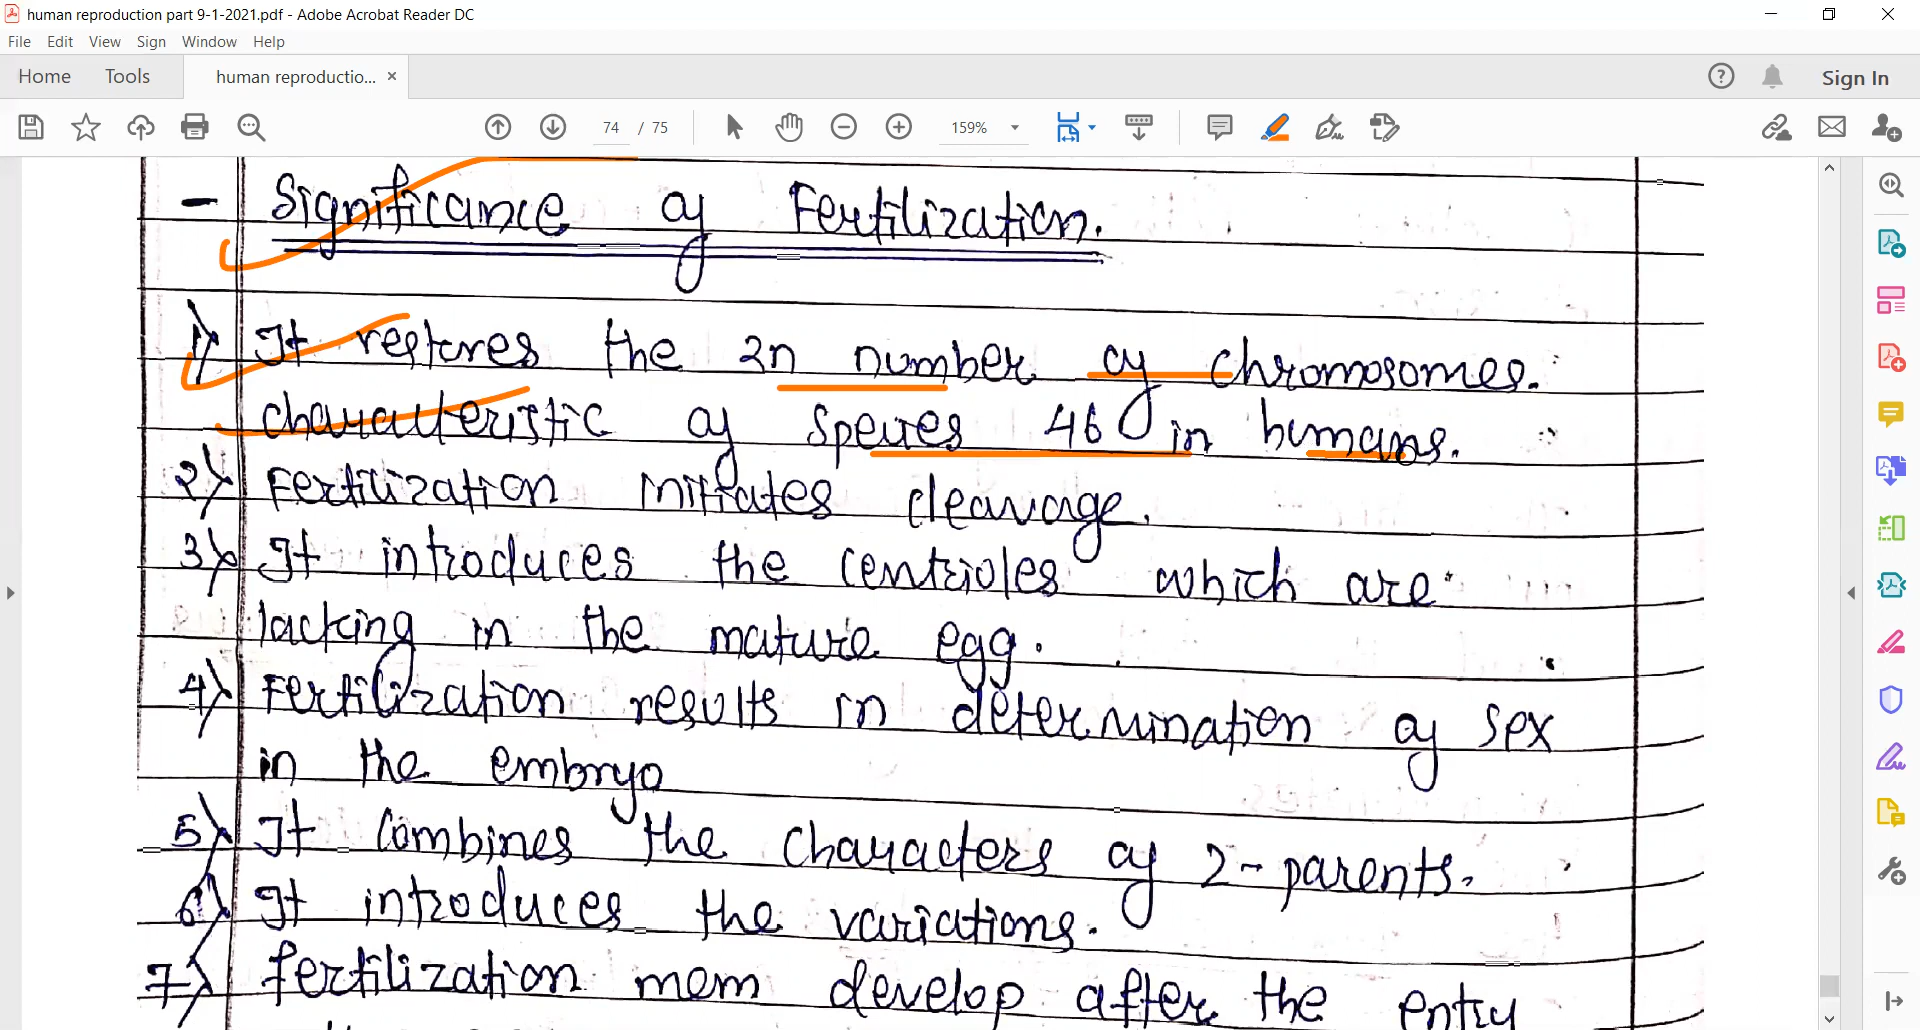 human reproduction part 9-1-2021.pdf - Adobe Acrobat Reader DC
File Edit View Sign Window Help
Home Tools human reproductio... × Sign In
74 / 75 159%
- Significance of Fertilization.
1) It restores the 2n number of chromosomes.
characteristic of species 46 in humans.
2) Fertilization initiates cleavage.
3) It introduces the centrioles which are
lacking in the mature egg.
4) Fertilization results in determination of sex
in the embryo
5) It combines the characters of 2-parents.
6) It introduces the variations.
7) fertilization mem develop after the entry